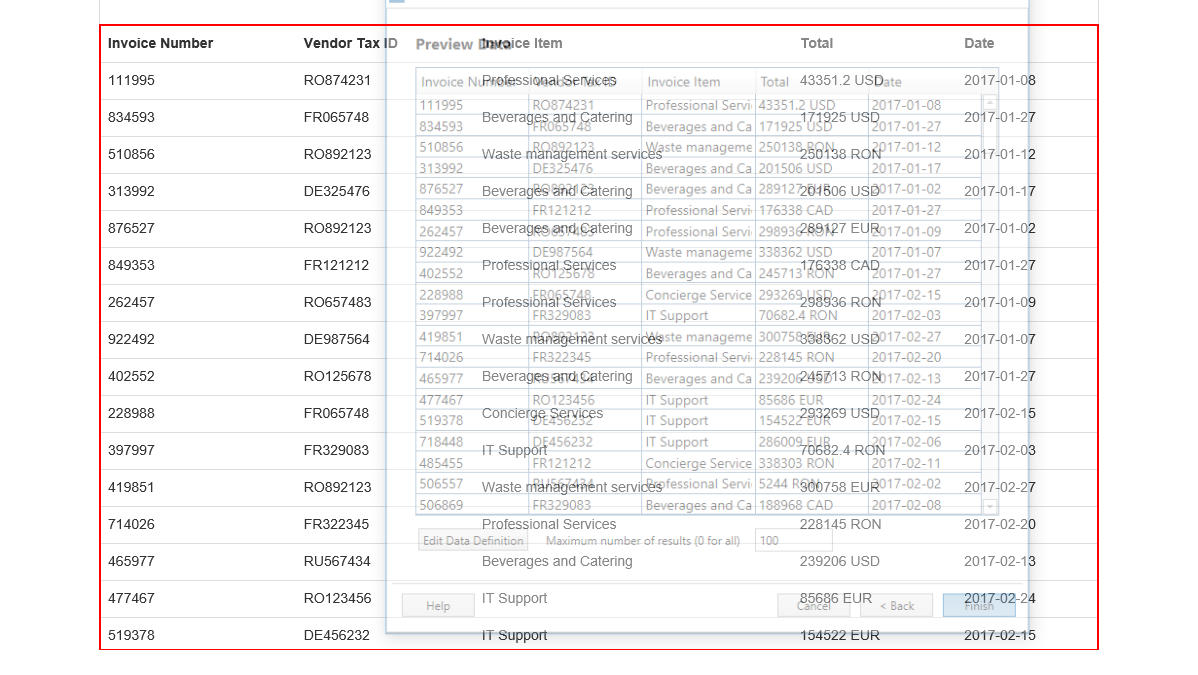 Invoice Number Vendor Tax ID Invoice Item Total Date
111995 RO874231 Professional Services 43351.2 USD 2017-01-08
834593 FR065748 Beverages and Catering 171925 USD 2017-01-27
510856 RO892123 Waste management services 250138 RON 2017-01-12
313992 DE325476 Beverages and Catering 201506 USD 2017-01-17
876527 RO892123 Beverages and Catering 289127 EUR 2017-01-02
849353 FR121212 Professional Services 176338 CAD 2017-01-27
262457 RO657483 Professional Services 298936 RON 2017-01-09
922492 DE987564 Waste management services 338362 USD 2017-01-07
402552 RO125678 Beverages and Catering 245713 RON 2017-01-27
228988 FR065748 Concierge Services 293269 USD 2017-02-15
397997 FR329083 IT Support 70682.4 RON 2017-02-03
419851 RO892123 Waste management services 300758 EUR 2017-02-27
714026 FR322345 Professional Services 228145 RON 2017-02-20
465977 RU567434 Beverages and Catering 239206 USD 2017-02-13
477467 RO123456 IT Support 85686 EUR 2017-02-24
519378 DE456232 IT Support 154522 EUR 2017-02-15
Preview Data
Invoice Number Vendor Tax ID Invoice Item Total Date
111995 RO874231 Professional Servi 43351.2 USD 2017-01-08
834593 FR065748 Beverages and Ca 171925 USD 2017-01-27
510856 RO892123 Waste manageme 250138 RON 2017-01-12
313992 DE325476 Beverages and Ca 201506 USD 2017-01-17
876527 RO892123 Beverages and Ca 289127 EUR 2017-01-02
849353 FR121212 Professional Servi 176338 CAD 2017-01-27
262457 RO657483 Professional Servi 298936 RON 2017-01-09
922492 DE987564 Waste manageme 338362 USD 2017-01-07
402552 RO125678 Beverages and Ca 245713 RON 2017-01-27
228988 FR065748 Concierge Service 293269 USD 2017-02-15
397997 FR329083 IT Support 70682.4 RON 2017-02-03
419851 RO892123 Waste manageme 300758 EUR 2017-02-27
714026 FR322345 Professional Servi 228145 RON 2017-02-20
465977 RU567434 Beverages and Ca 239206 USD 2017-02-13
477467 RO123456 IT Support 85686 EUR 2017-02-24
519378 DE456232 IT Support 154522 EUR 2017-02-15
718448 DE456232 IT Support 286009 EUR 2017-02-06
485455 FR121212 Concierge Service 338303 RON 2017-02-11
506557 RU567434 Professional Servi 5244 RON 2017-02-02
506869 FR329083 Beverages and Ca 188968 CAD 2017-02-08
Edit Data Definition Maximum number of results (0 for all) 100
Help Cancel < Back Finish